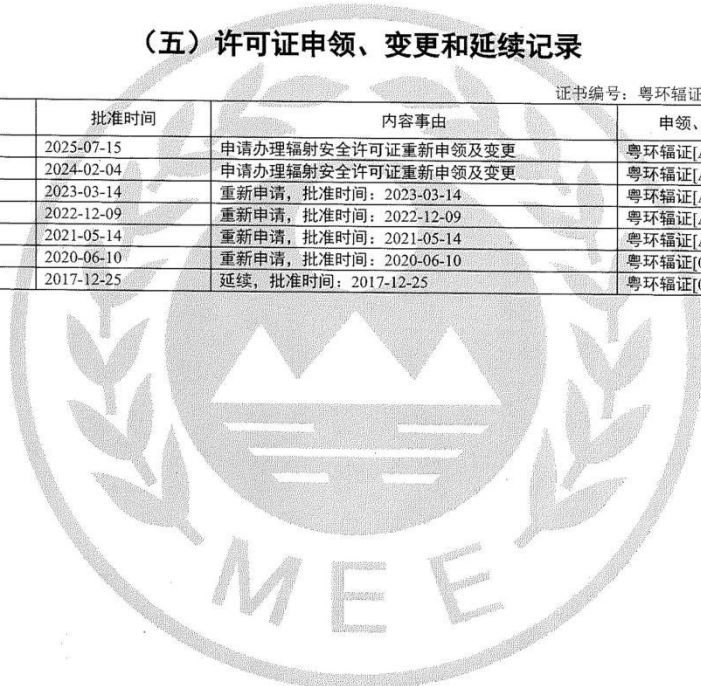 （五）许可证申领、变更和延续记录
证书编号：粤环辐证
批准时间 内容事由 申领、
2025-07-15 申请办理辐射安全许可证重新申领及变更 粤环辐证[A
2024-02-04 申请办理辐射安全许可证重新申领及变更 粤环辐证[A
2023-03-14 重新申请，批准时间：2023-03-14 粤环辐证[A
2022-12-09 重新申请，批准时间：2022-12-09 粤环辐证[A
2021-05-14 重新申请，批准时间：2021-05-14 粤环辐证[A
2020-06-10 重新申请，批准时间：2020-06-10 粤环辐证[0
2017-12-25 延续，批准时间：2017-12-25 粤环辐证[0
MEE